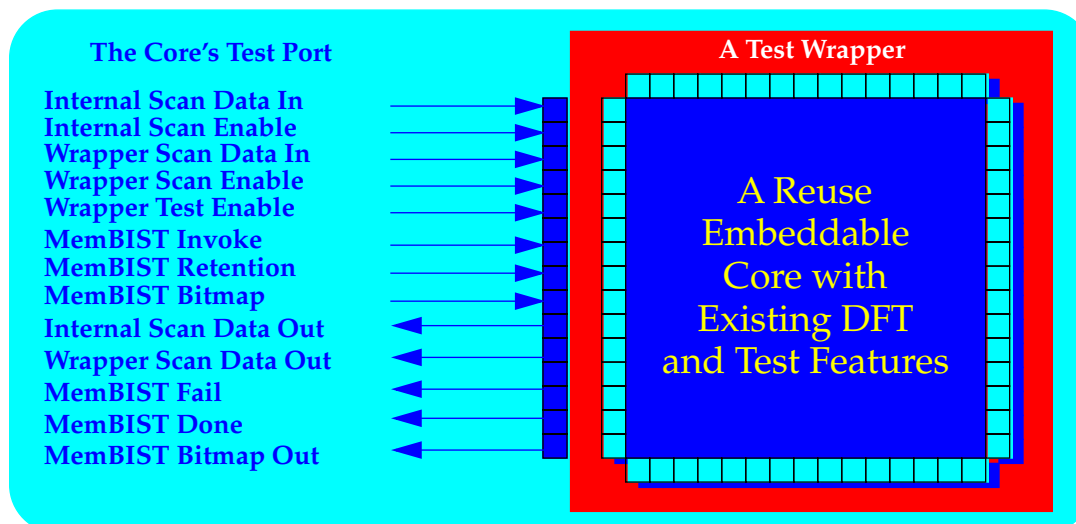 The Core's Test Port
Internal Scan Data In
Internal Scan Enable
Wrapper Scan Data In
Wrapper Scan Enable
Wrapper Test Enable
MemBIST Invoke
MemBIST Retention
MemBIST Bitmap
Internal Scan Data Out
Wrapper Scan Data Out
MemBIST Fail
MemBIST Done
MemBIST Bitmap Out
A Test Wrapper
A Reuse
Embeddable
Core with
Existing DFT
and Test Features